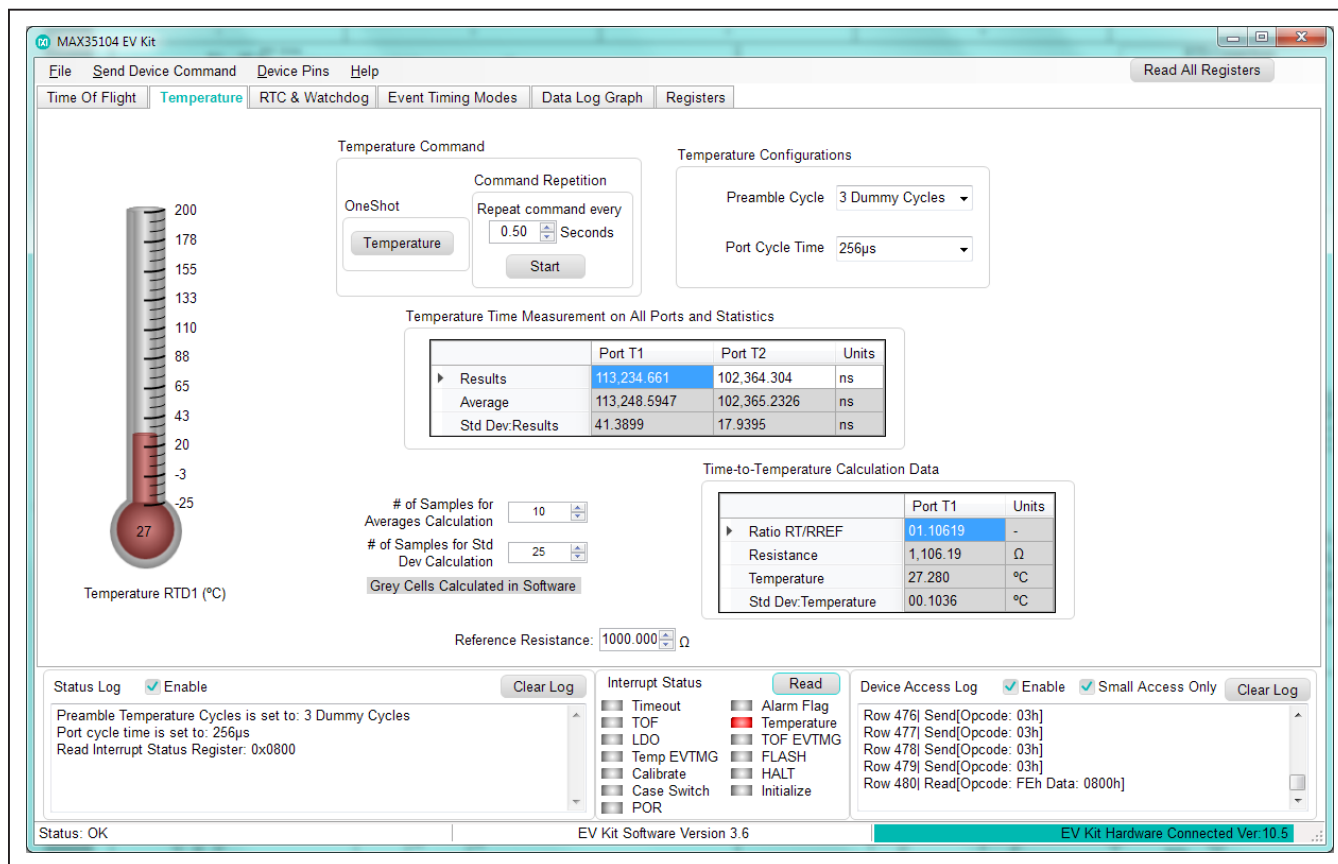 MAX35104 EV Kit
File Send Device Command Device Pins Help
Read All Registers
Time Of Flight Temperature RTC & Watchdog Event Timing Modes Data Log Graph Registers
200
178
155
133
110
88
65
43
20
-3
-25
27
Temperature RTD1 (ºC)
Temperature Command
OneShot
Temperature
Command Repetition
Repeat command every
0.50 Seconds
Start
Temperature Configurations
Preamble Cycle 3 Dummy Cycles
Port Cycle Time 256µs
Temperature Time Measurement on All Ports and Statistics
Port T1 Port T2 Units
Results 113,234.661 102,364.304 ns
Average 113,248.5947 102,365.2326 ns
Std Dev:Results 41.3899 17.9395 ns
# of Samples for
Averages Calculation
10
# of Samples for Std
Dev Calculation
25
Grey Cells Calculated in Software
Time-to-Temperature Calculation Data
Port T1 Units
Ratio RT/RREF 01.10619 -
Resistance 1,106.19 Ω
Temperature 27.280 ºC
Std Dev:Temperature 00.1036 ºC
Reference Resistance: 1000.000 Ω
Status Log Enable Clear Log
Preamble Temperature Cycles is set to: 3 Dummy Cycles
Port cycle time is set to: 256µs
Read Interrupt Status Register: 0x0800
Interrupt Status Read
Timeout Alarm Flag
TOF Temperature
LDO TOF EVTMG
Temp EVTMG FLASH
Calibrate HALT
Case Switch Initialize
POR
Device Access Log Enable Small Access Only Clear Log
Row 476| Send[Opcode: 03h]
Row 477| Send[Opcode: 03h]
Row 478| Send[Opcode: 03h]
Row 479| Send[Opcode: 03h]
Row 480| Read[Opcode: FEh Data: 0800h]
Status: OK
EV Kit Software Version 3.6
EV Kit Hardware Connected Ver:10.5